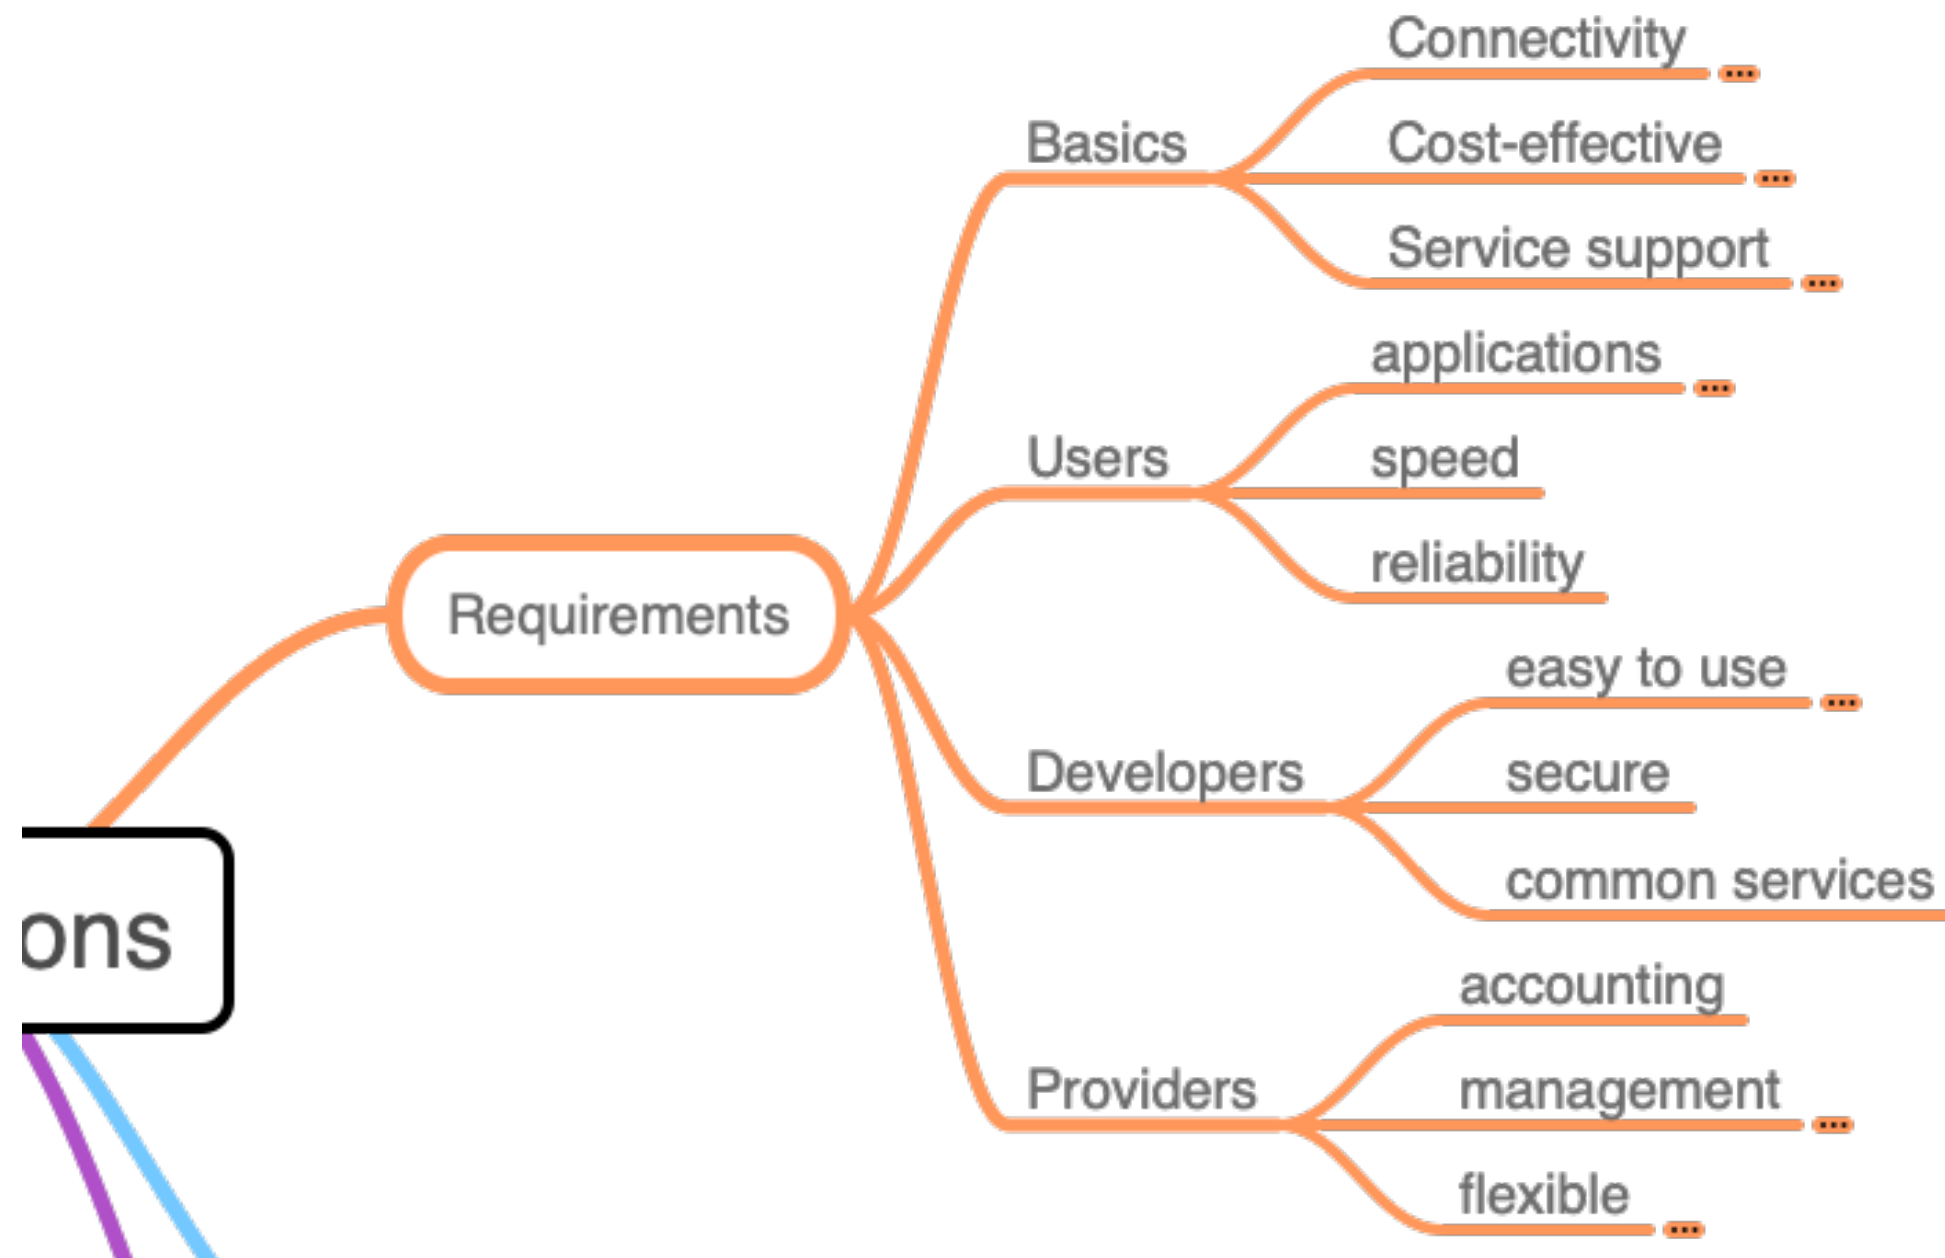 Connectivity
Basics
Cost-effective
Service support
applications
Users
speed
reliability
Requirements
easy to use
Developers
secure
common services
ons
accounting
Providers
management
flexible